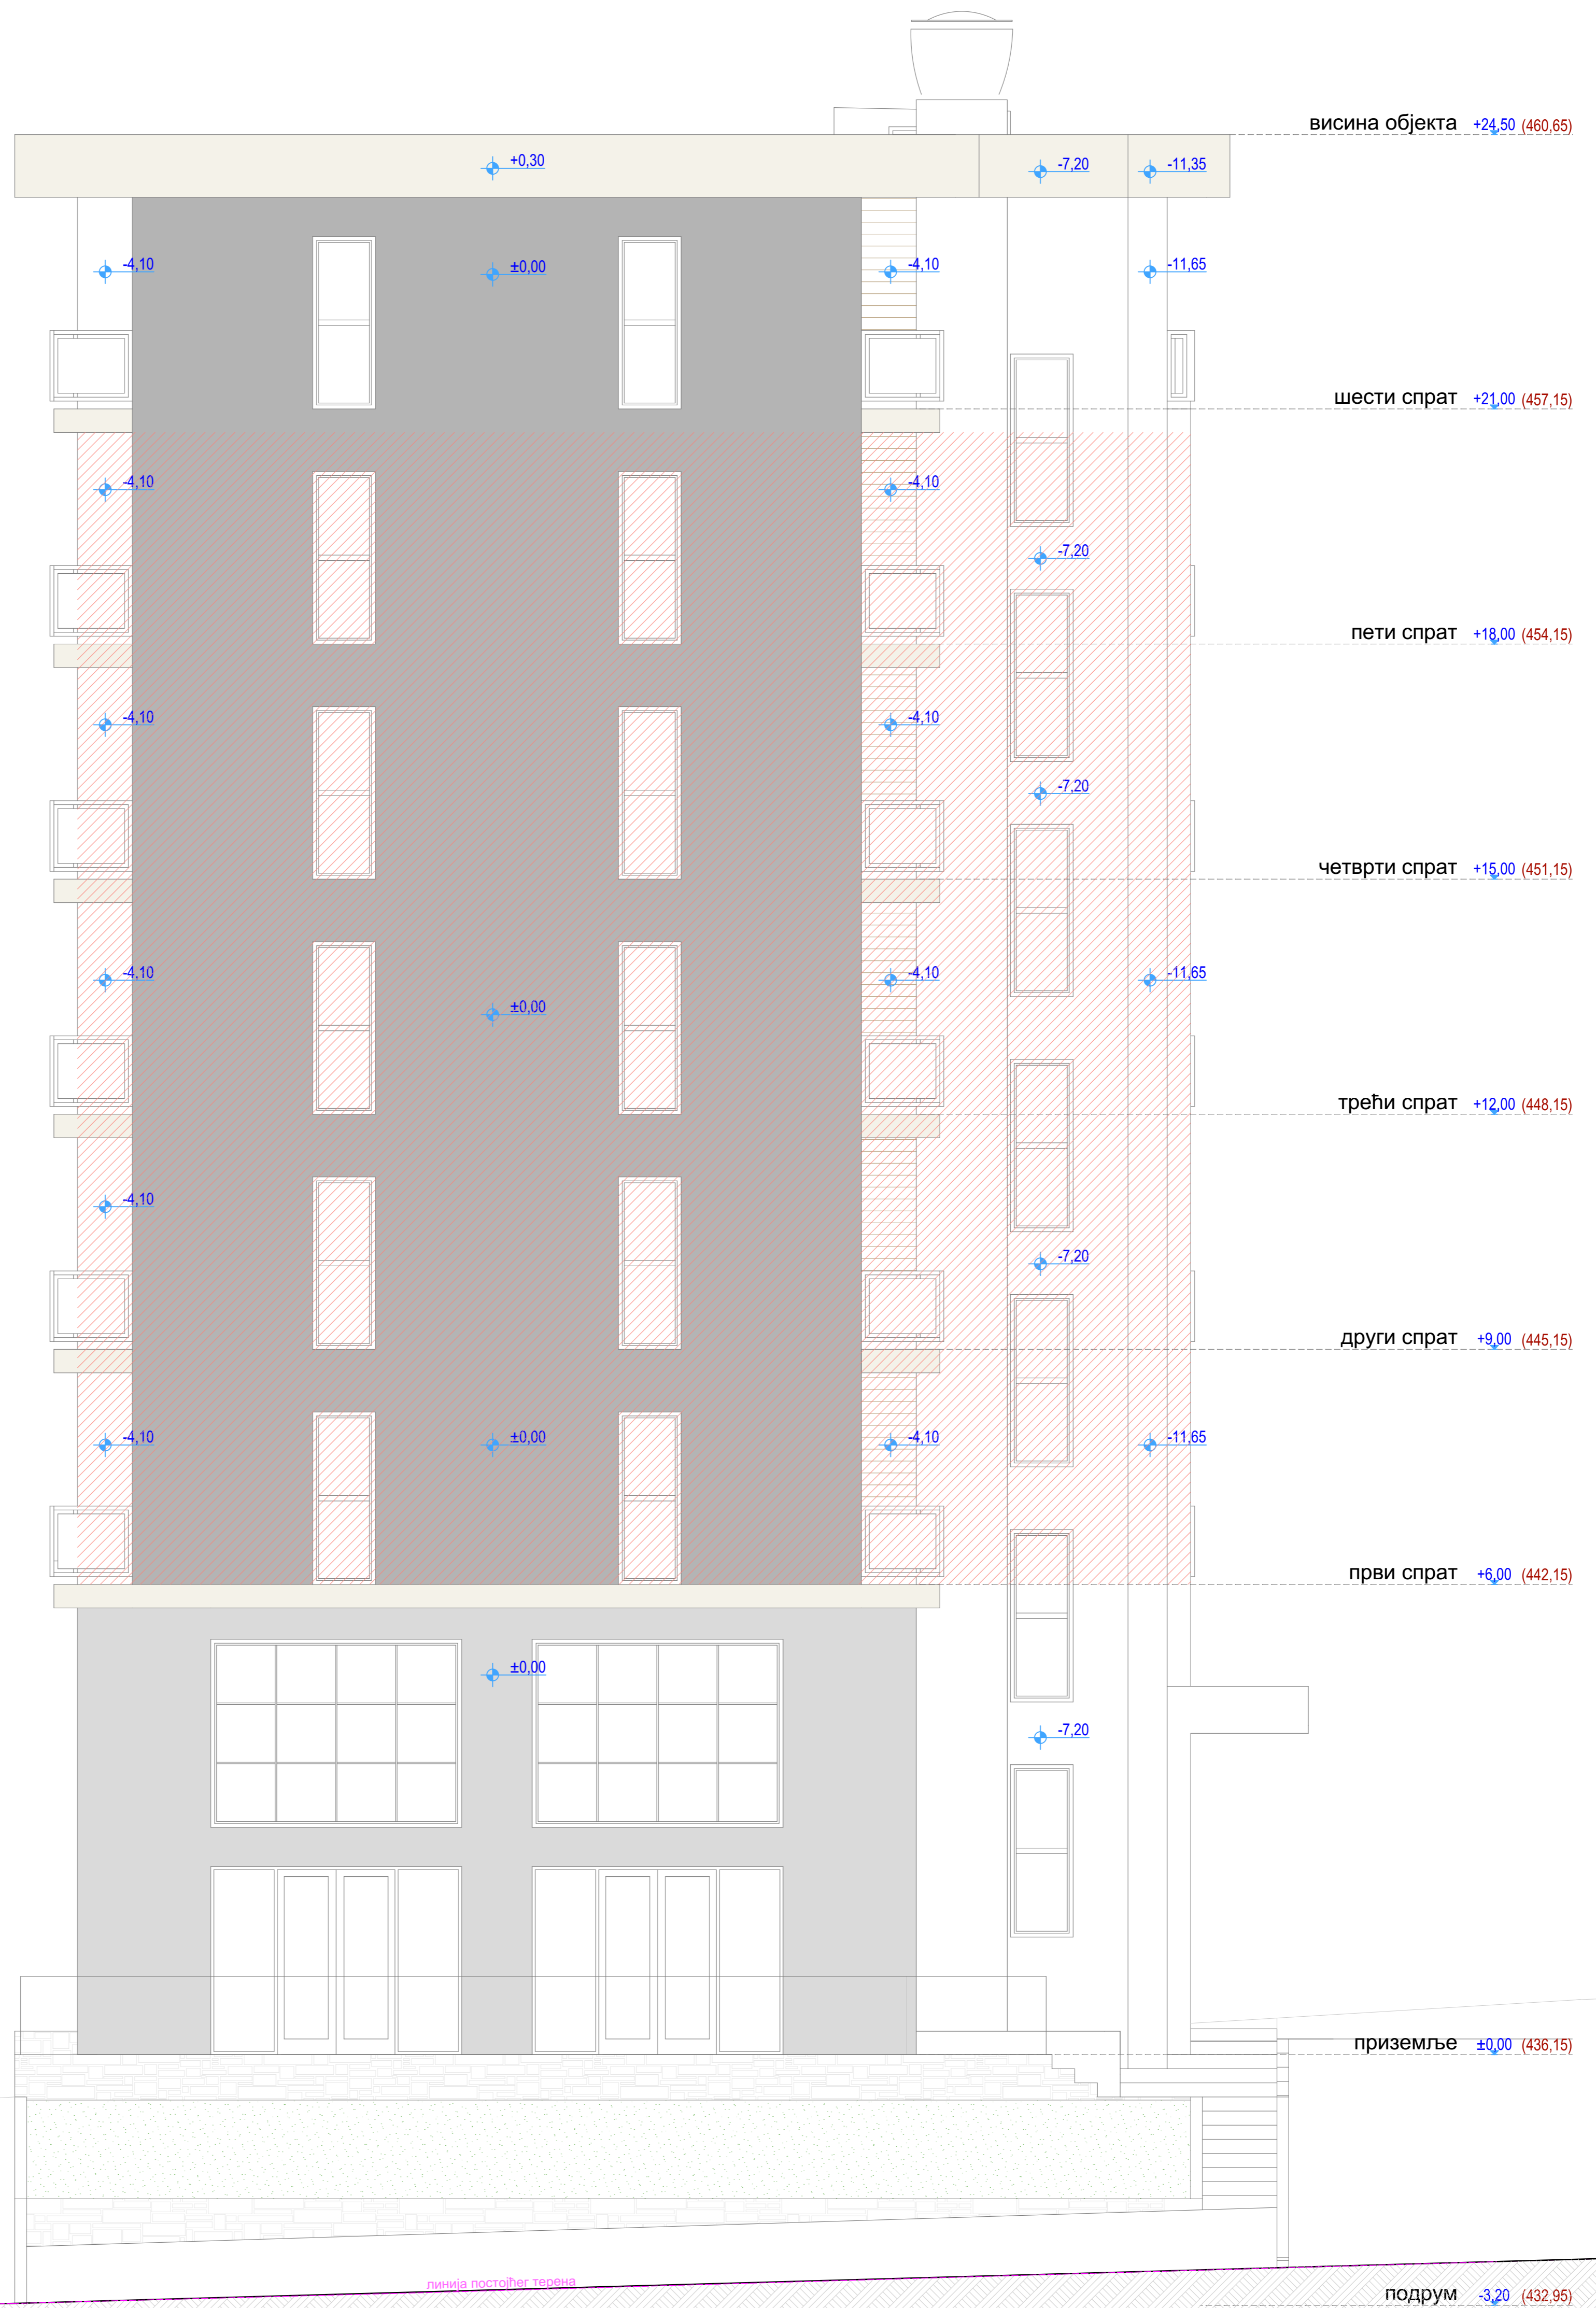 висина објекта +24,50 (460,65)
+0,30 -7,20 -11,35
-4,10 ±0,00 -4,10 -11,65
шести спрат +21,00 (457,15)
-4,10 -4,10
-7,20
пети спрат +18,00 (454,15)
-4,10 -4,10
-7,20
четврти спрат +15,00 (451,15)
-4,10 -4,10 -11,65
±0,00
трећи спрат +12,00 (448,15)
-4,10
-7,20
други спрат +9,00 (445,15)
-4,10 ±0,00 -4,10 -11,65
први спрат +6,00 (442,15)
±0,00
-7,20
приземље ±0,00 (436,15)
линија постојћег терена
подрум -3,20 (432,95)